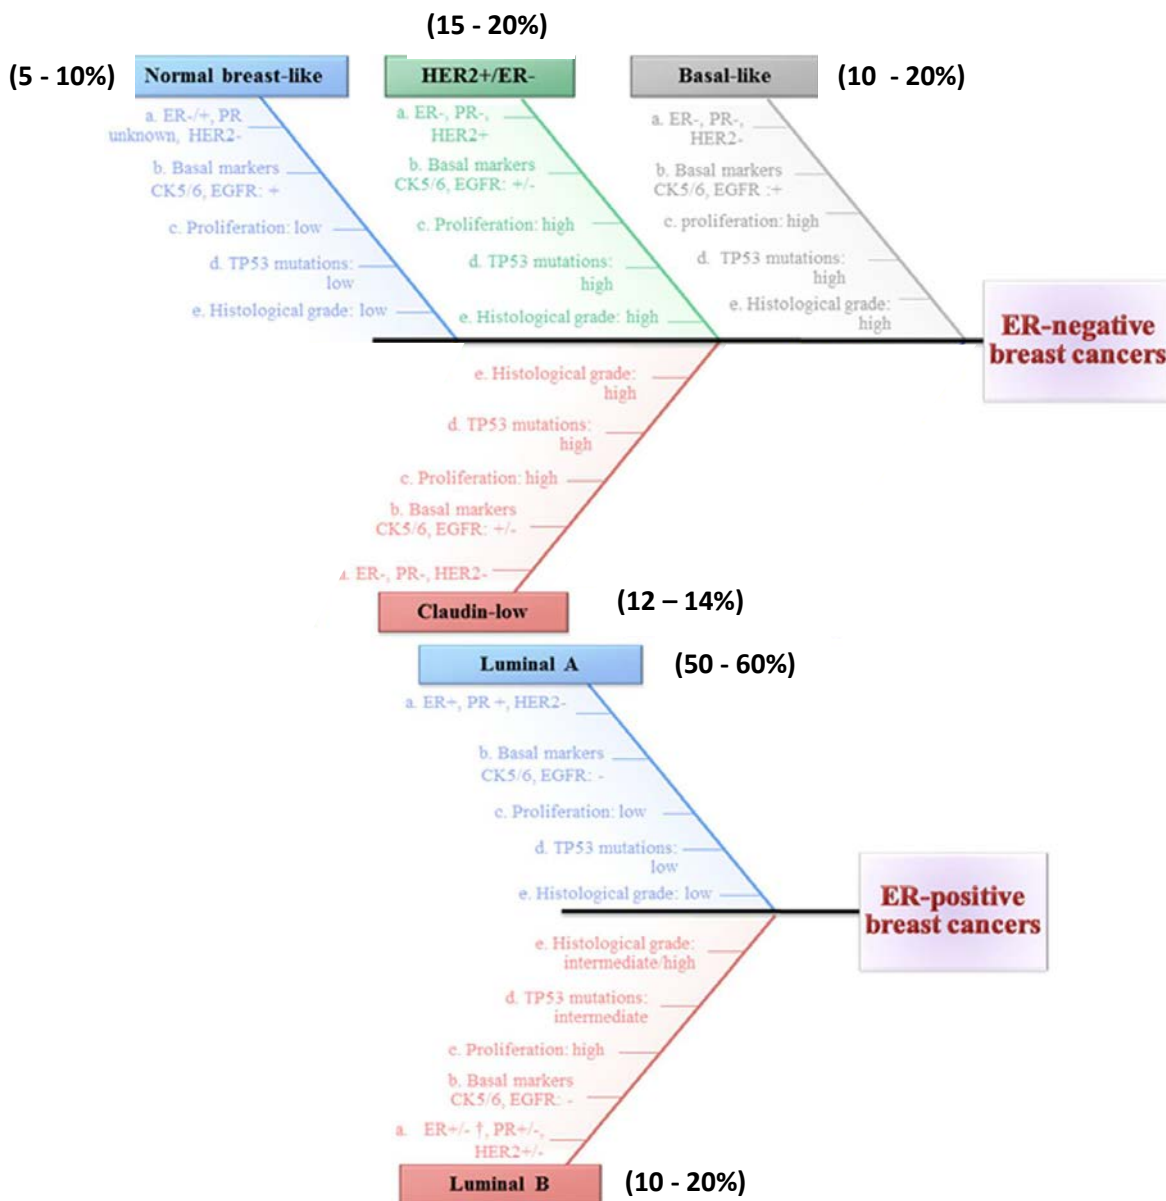 (15 - 20%)
(5 - 10%)
Normal breast-like
HER2+/ER-
Basal-like
(10 - 20%)
a. ER-/+, PR
unknown, HER2-
b. Basal markers
CK5/6, EGFR: +
c. Proliferation: low
d. TP53 mutations:
low
e. Histological grade: low
a. ER-, PR-,
HER2+
b. Basal markers
CK5/6, EGFR: +/-
c. Proliferation: high
d. TP53 mutations:
high
e. Histological grade: high
a. ER-, PR-,
HER2-
b. Basal markers
CK5/6, EGFR :+
c. proliferation: high
d. TP53 mutations:
high
e. Histological grade:
high
ER-negative
breast cancers
e. Histological grade:
high
d. TP53 mutations:
high
c. Proliferation: high
b. Basal markers
CK5/6, EGFR: +/-
ER-, PR-, HER2-
Claudin-low
(12 – 14%)
Luminal A
(50 - 60%)
a. ER+, PR +, HER2-
b. Basal markers
CK5/6, EGFR: -
c. Proliferation: low
d. TP53 mutations:
low
e. Histological grade: low
ER-positive
breast cancers
e. Histological grade:
intermediate/high
d. TP53 mutations:
intermediate
c. Proliferation: high
b. Basal markers
CK5/6, EGFR: -
a. ER+/- †, PR+/-,
HER2+/-
Luminal B
(10 - 20%)